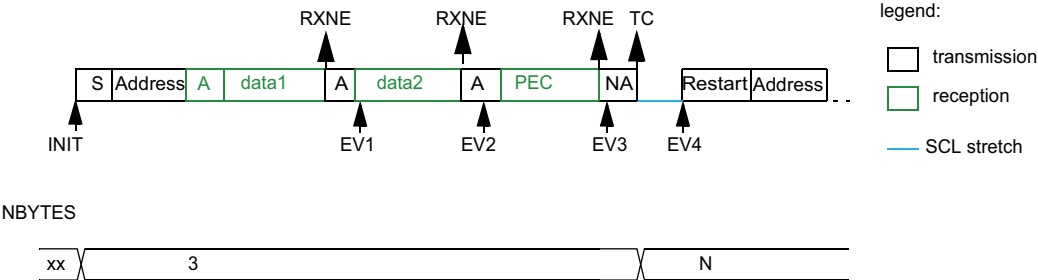 legend:
RXNE RXNE RXNE TC
transmission
S Address A data1 A data2 A PEC NA Restart Address
reception
INIT EV1 EV2 EV3 EV4
SCL stretch
NBYTES
xx 3 N